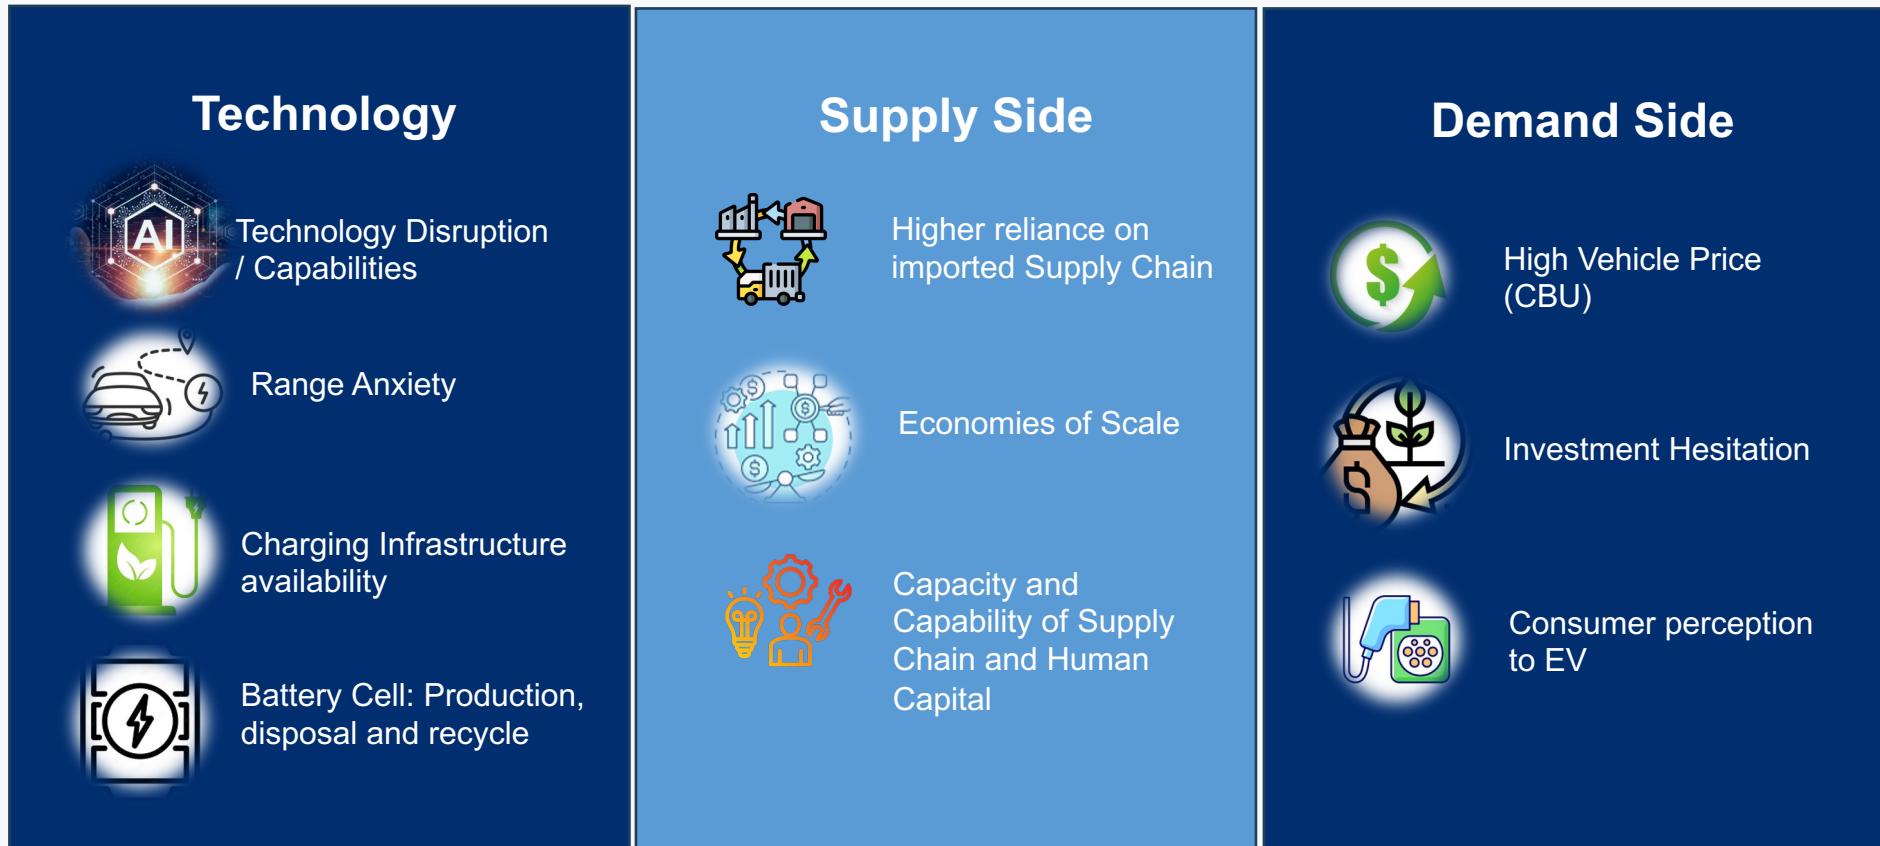 Technology
AI
Technology Disruption
/ Capabilities
Range Anxiety
Charging Infrastructure
availability
Battery Cell: Production,
disposal and recycle
Supply Side
Higher reliance on
imported Supply Chain
$
$
$
Economies of Scale
Capacity and
Capability of Supply
Chain and Human
Capital
Demand Side
$
High Vehicle Price
(CBU)
$
Investment Hesitation
Consumer perception
to EV